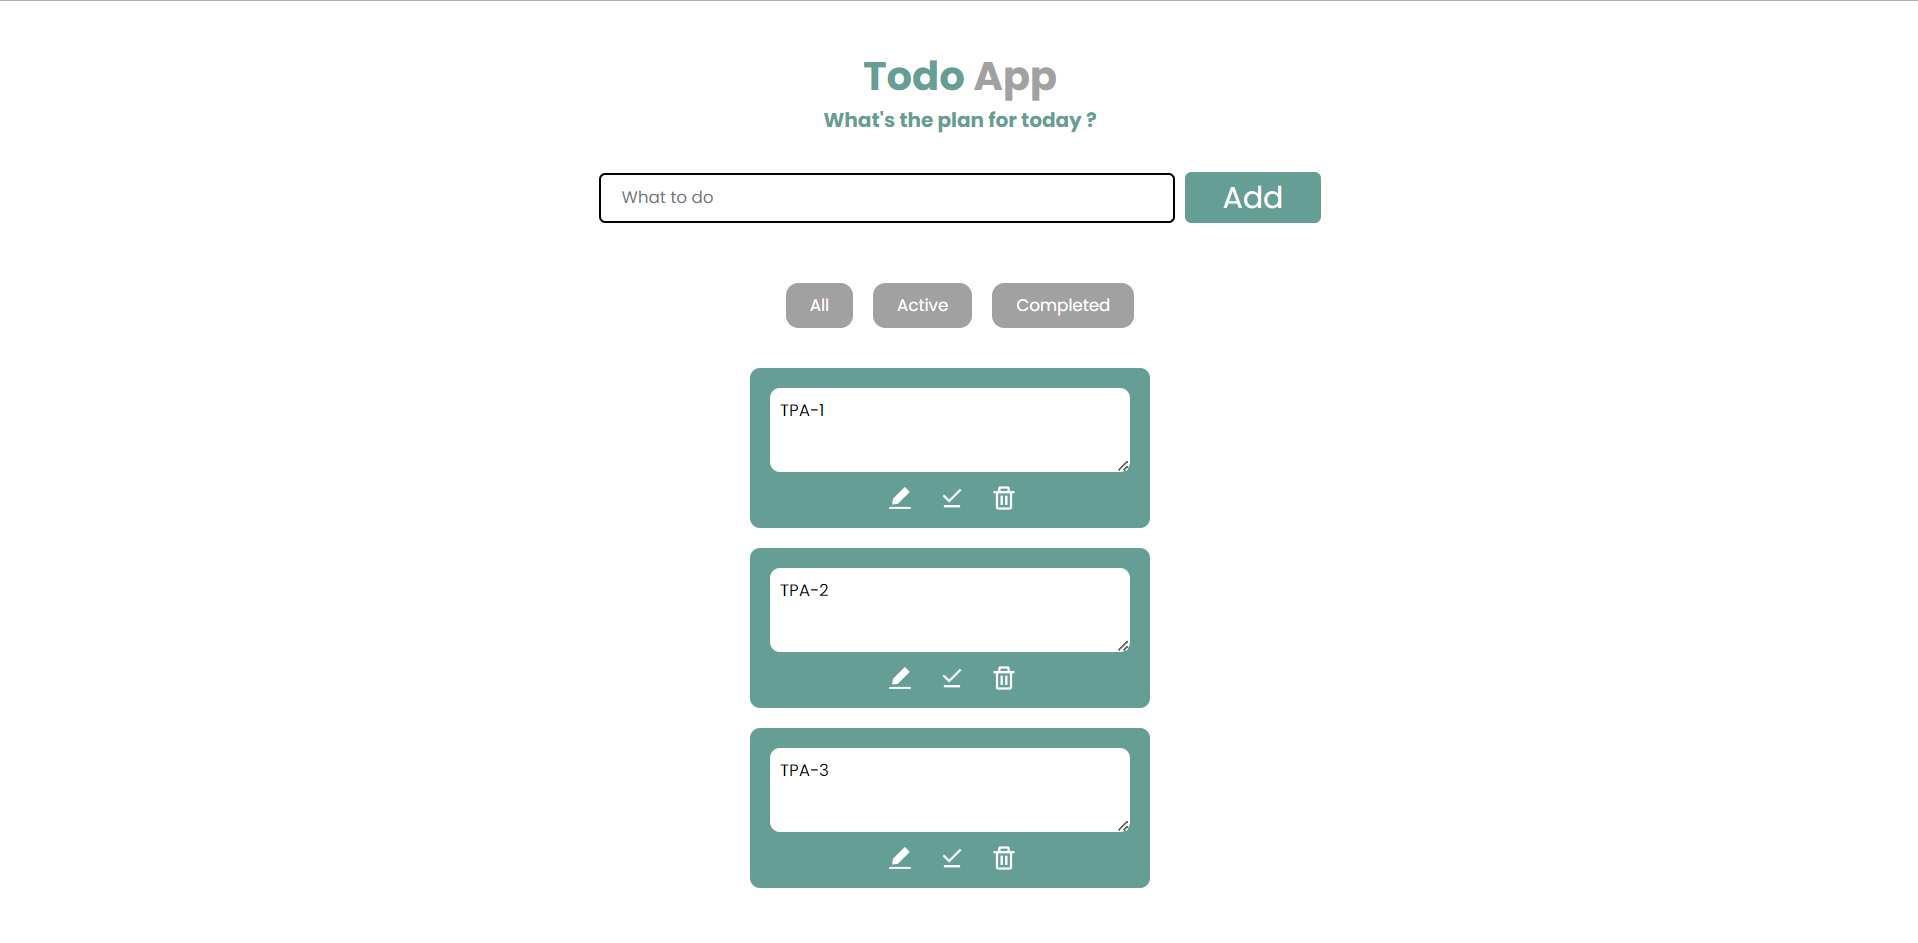 Todo App
What's the plan for today ?
What to do
Add
All
Active
Completed
TPA-1
TPA-2
TPA-3